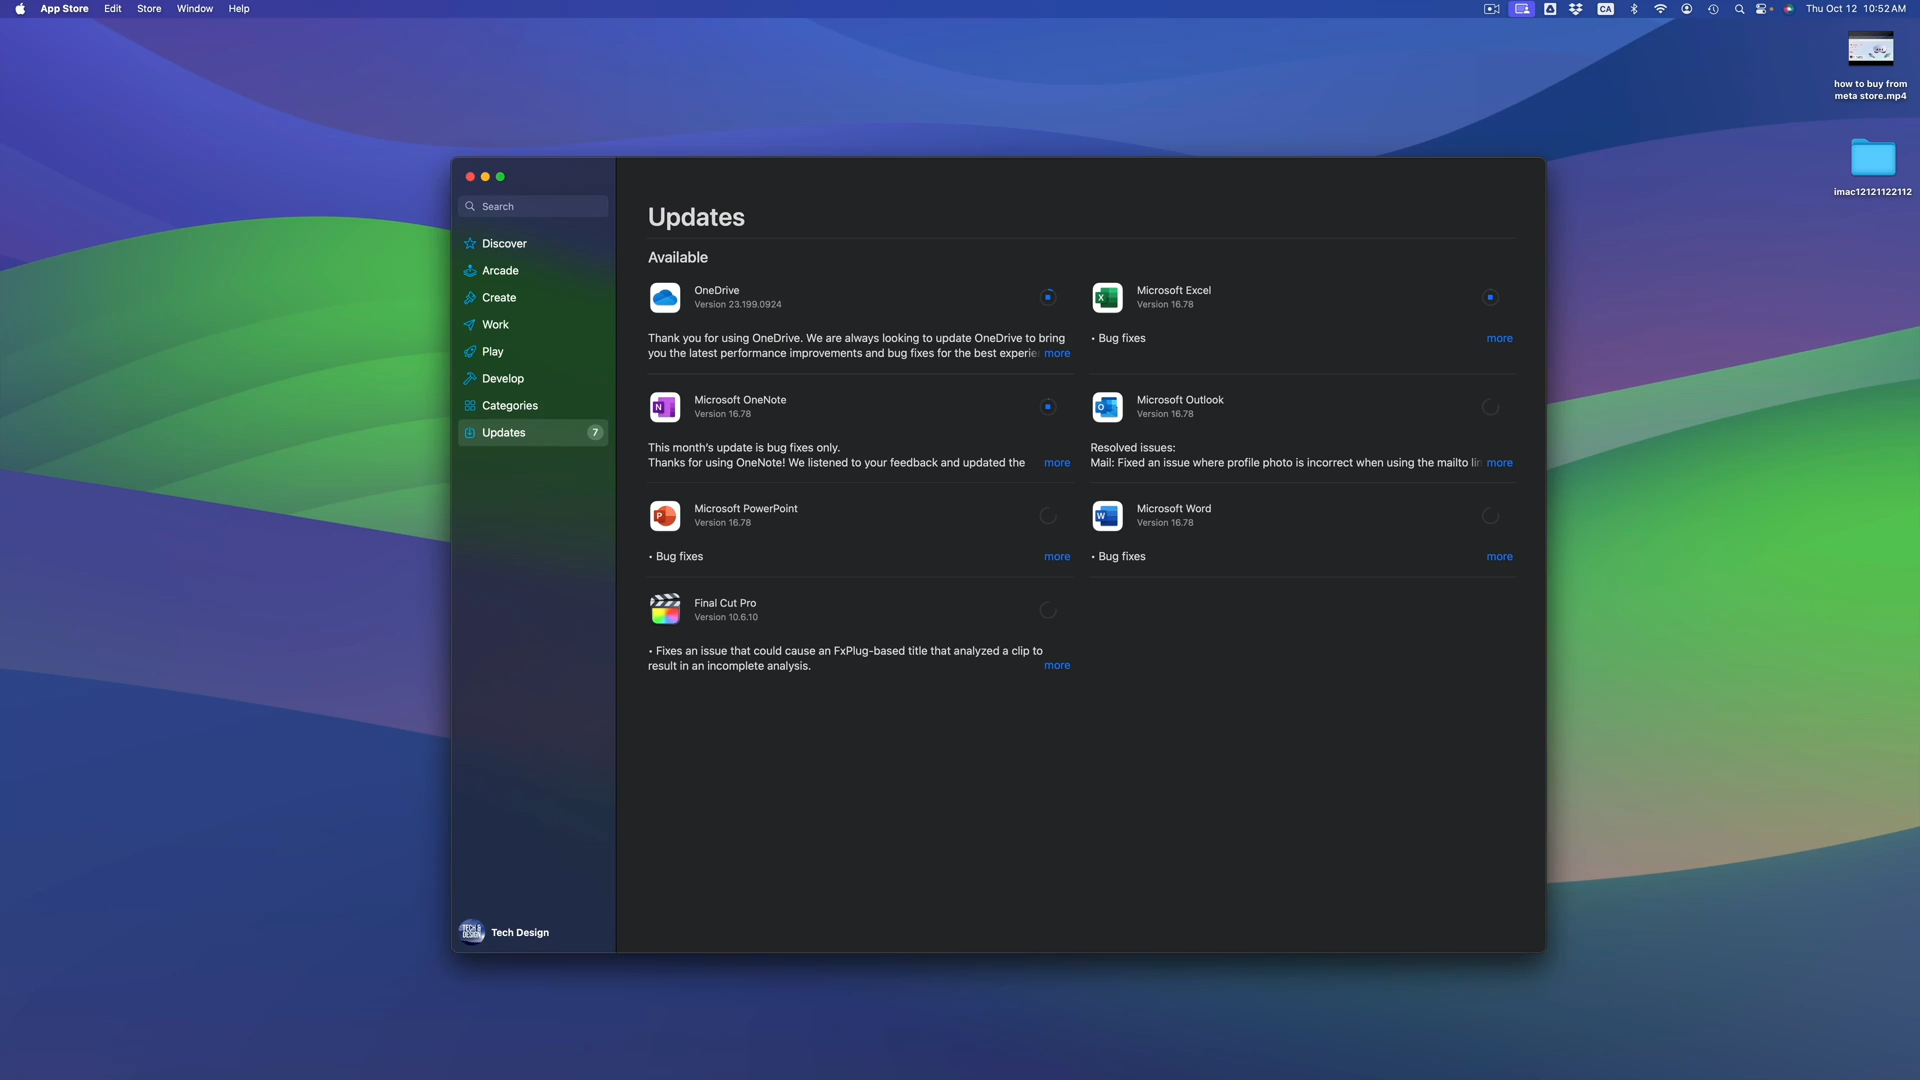 App Store Edit Store Window Help
CA
Thu Oct 12 10:52 AM
how to buy from
meta store.mp4
imac12121122112
Search
Discover
Arcade
Create
Work
Play
Develop
Categories
Updates 7
TECH &
DESIGN
Tech Design
Updates
Available
OneDrive
Version 23.199.0924
Thank you for using OneDrive. We are always looking to update OneDrive to bring
you the latest performance improvements and bug fixes for the best experie more
X
Microsoft Excel
Version 16.78
• Bug fixes more
N
Microsoft OneNote
Version 16.78
This month's update is bug fixes only.
Thanks for using OneNote! We listened to your feedback and updated the more
O
Microsoft Outlook
Version 16.78
Resolved issues:
Mail: Fixed an issue where profile photo is incorrect when using the mailto lin more
P
Microsoft PowerPoint
Version 16.78
• Bug fixes more
W
Microsoft Word
Version 16.78
• Bug fixes more
Final Cut Pro
Version 10.6.10
• Fixes an issue that could cause an FxPlug-based title that analyzed a clip to
result in an incomplete analysis. more